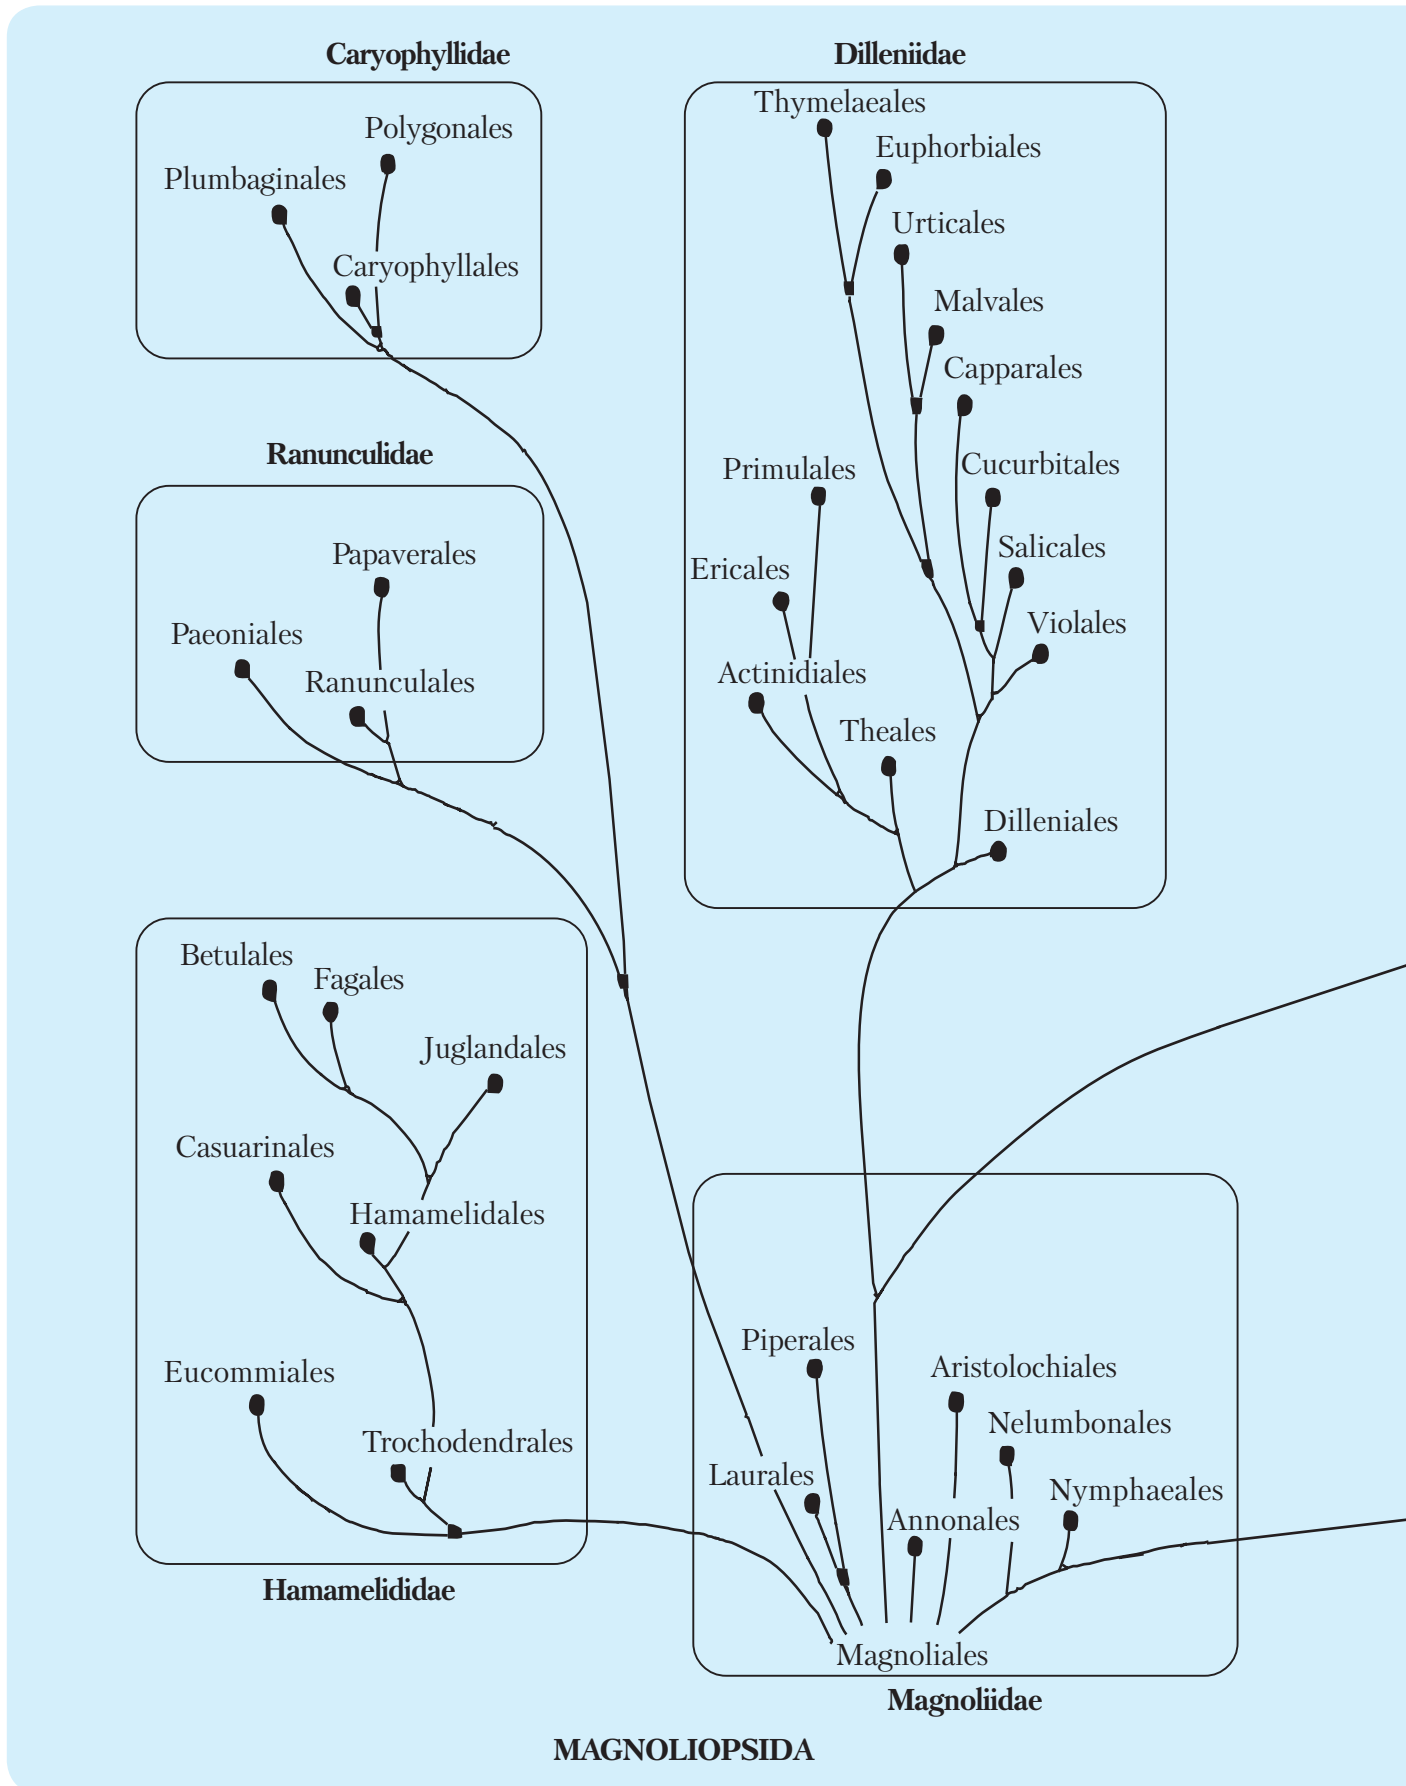 Caryophyllidae
Polygonales
Plumbaginales
Caryophyllales
Ranunculidae
Papaverales
Paeoniales
Ranunculales
Betulales
Fagales
Juglandales
Casuarinales
Hamamelidales
Eucommiales
Trochodendrales
Hamamelididae
Dilleniidae
Thymelaeales
Euphorbiales
Urticales
Malvales
Capparales
Primulales
Cucurbitales
Salicales
Ericales
Violales
Actinidiales
Theales
Dilleniales
Piperales
Aristolochiales
Nelumbonales
Laurales
Nymphaeales
Annonales
Magnoliales
Magnoliidae
MAGNOLIOPSIDA